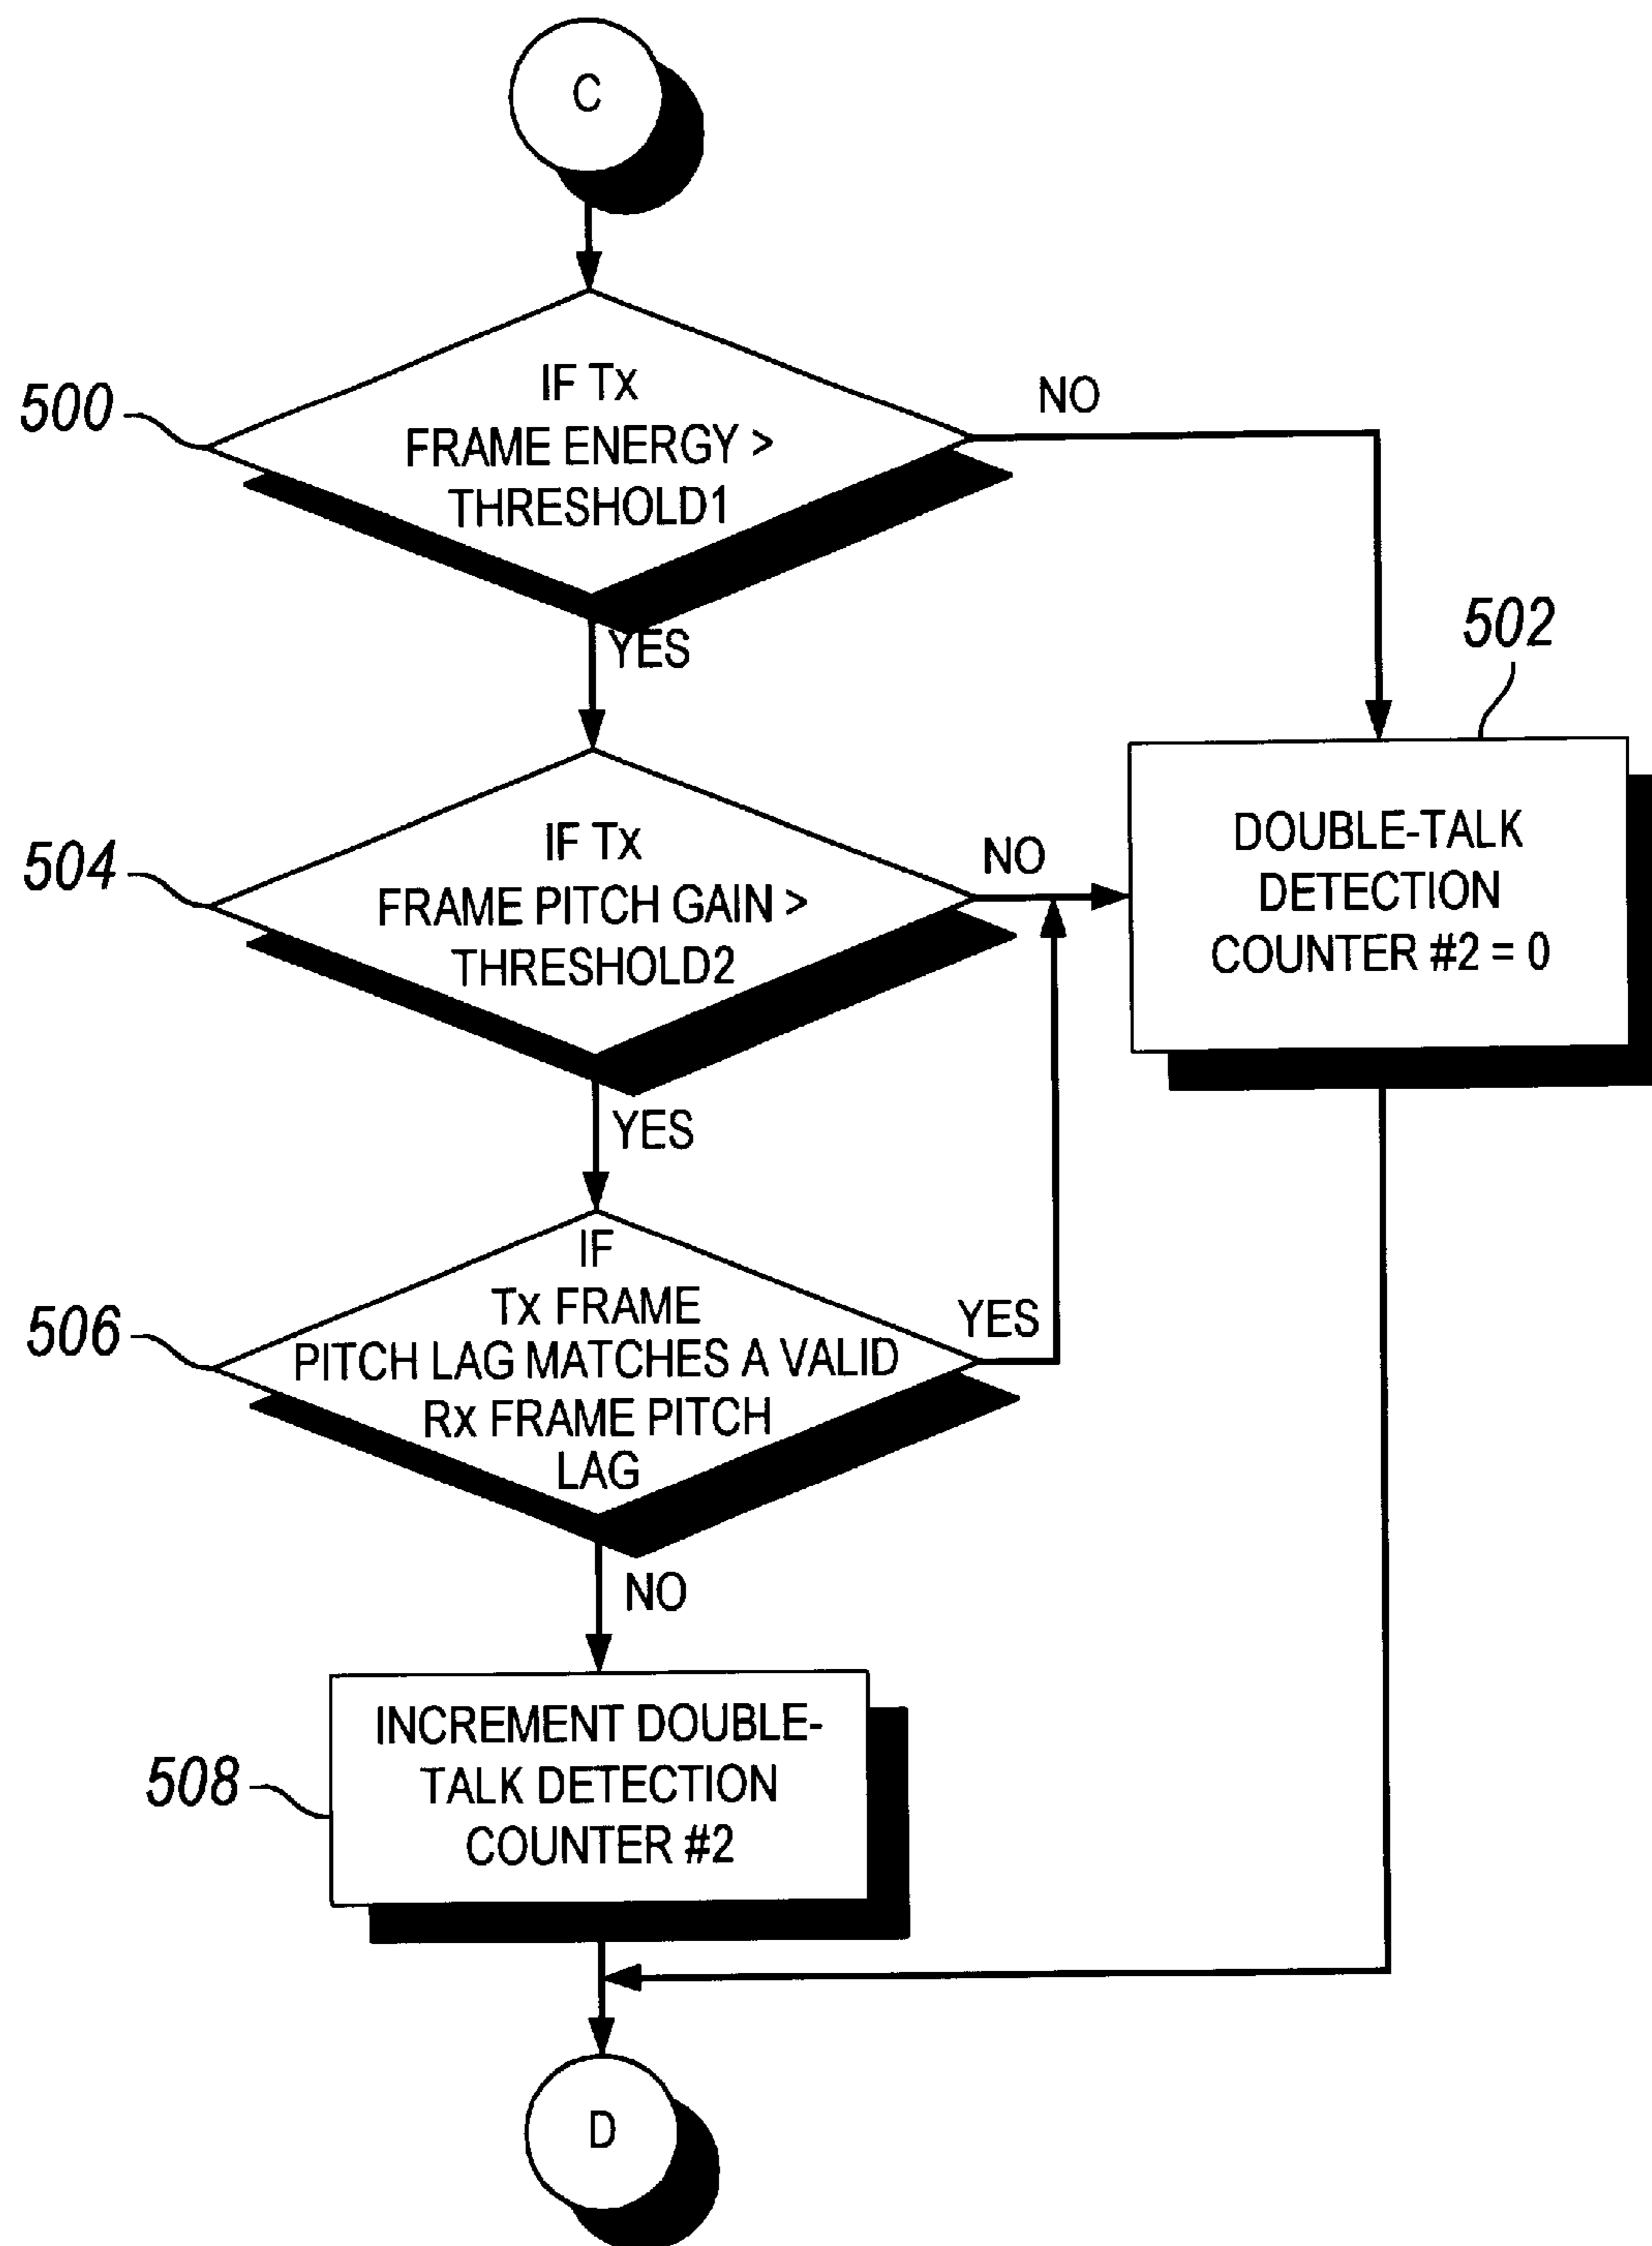 C
500
IF Tx
FRAME ENERGY >
THRESHOLD1
NO
YES
502
504
IF Tx
FRAME PITCH GAIN >
THRESHOLD2
NO
DOUBLE-TALK
DETECTION
COUNTER #2 = 0
YES
506
IF
Tx FRAME
PITCH LAG MATCHES A VALID
Rx FRAME PITCH
LAG
YES
NO
508
INCREMENT DOUBLE-
TALK DETECTION
COUNTER #2
D